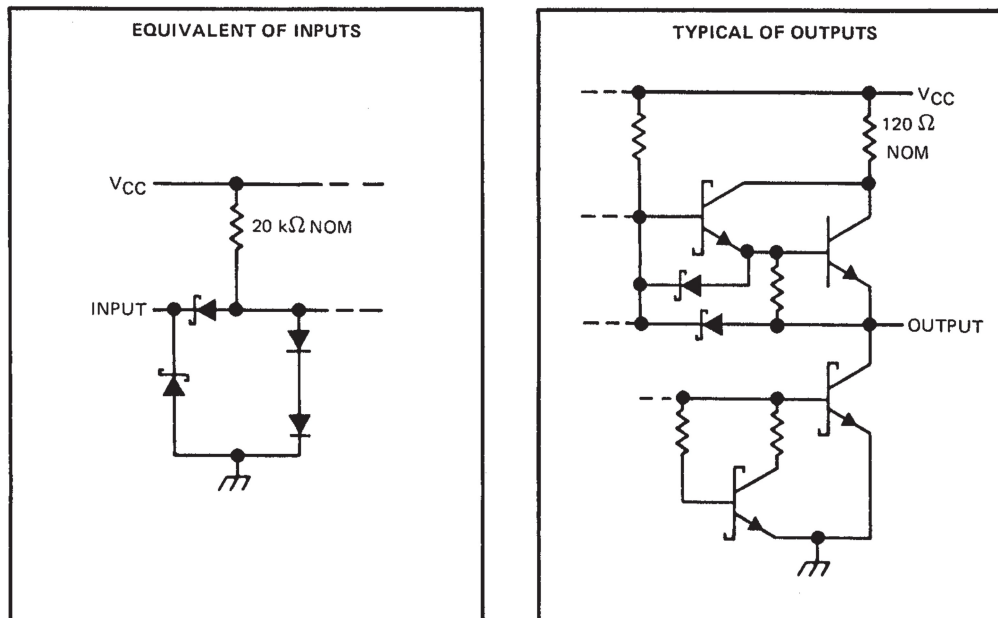 EQUIVALENT OF INPUTS
VCC
20 kΩ NOM
INPUT
TYPICAL OF OUTPUTS
VCC
120 Ω
NOM
OUTPUT